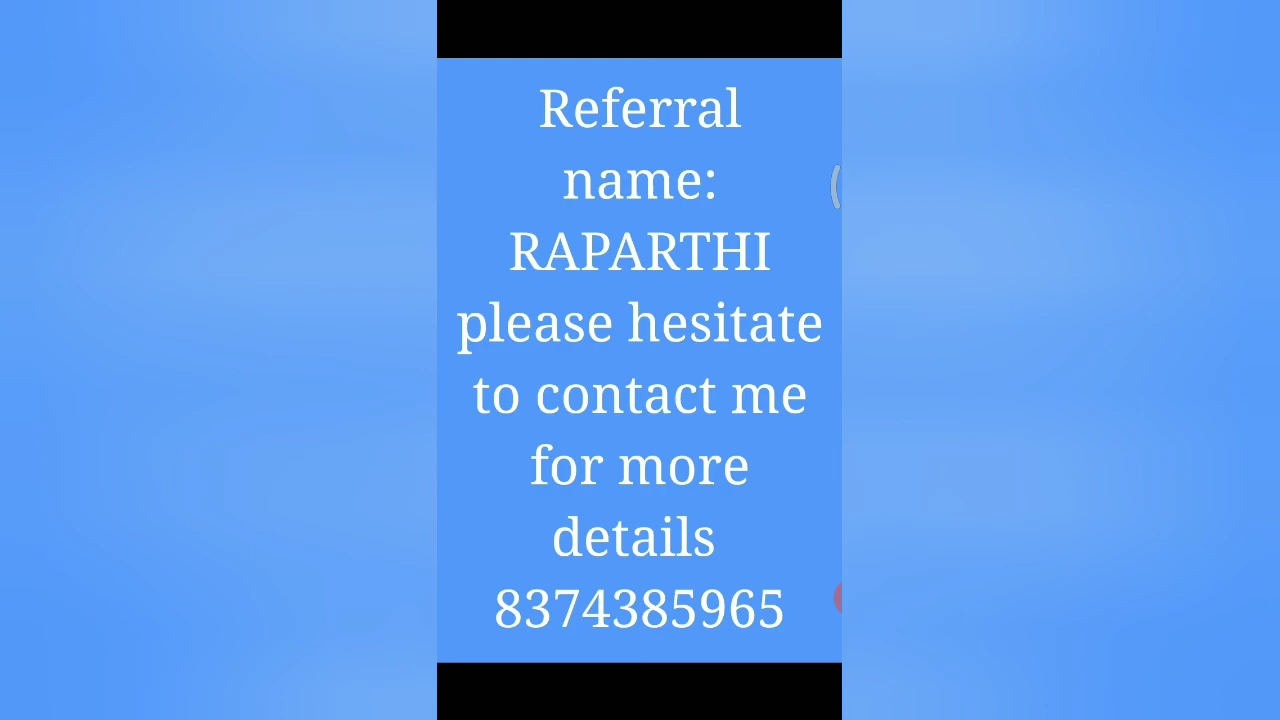 Referral
name:
RAPARTHI
please hesitate
to contact me
for more
details
8374385965